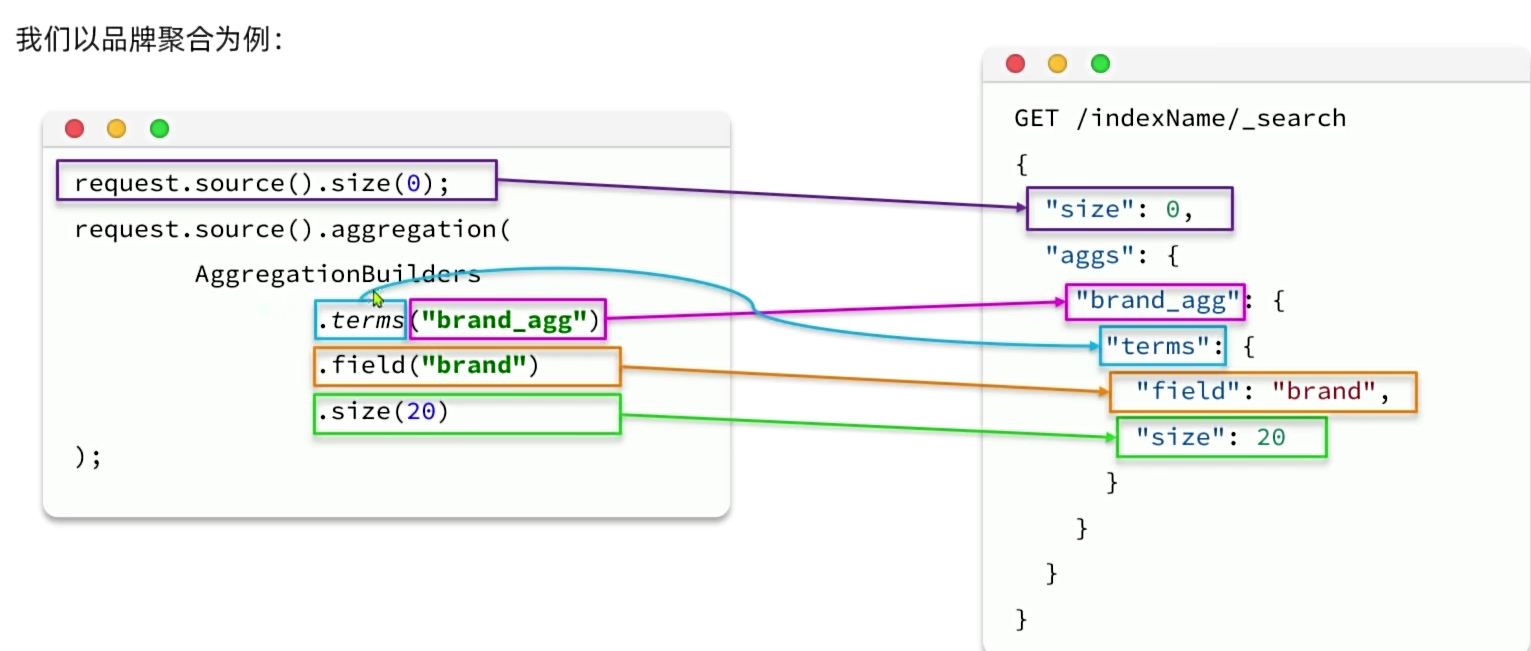 我们以品牌聚合为例：
request.source().size(0);
request.source().aggregation(
AggregationBuilders
.terms("brand_agg")
.field("brand")
.size(20)
);
GET /indexName/_search
{
"size": 0,
"aggs": {
"brand_agg": {
"terms": {
"field": "brand",
"size": 20
}
}
}
}